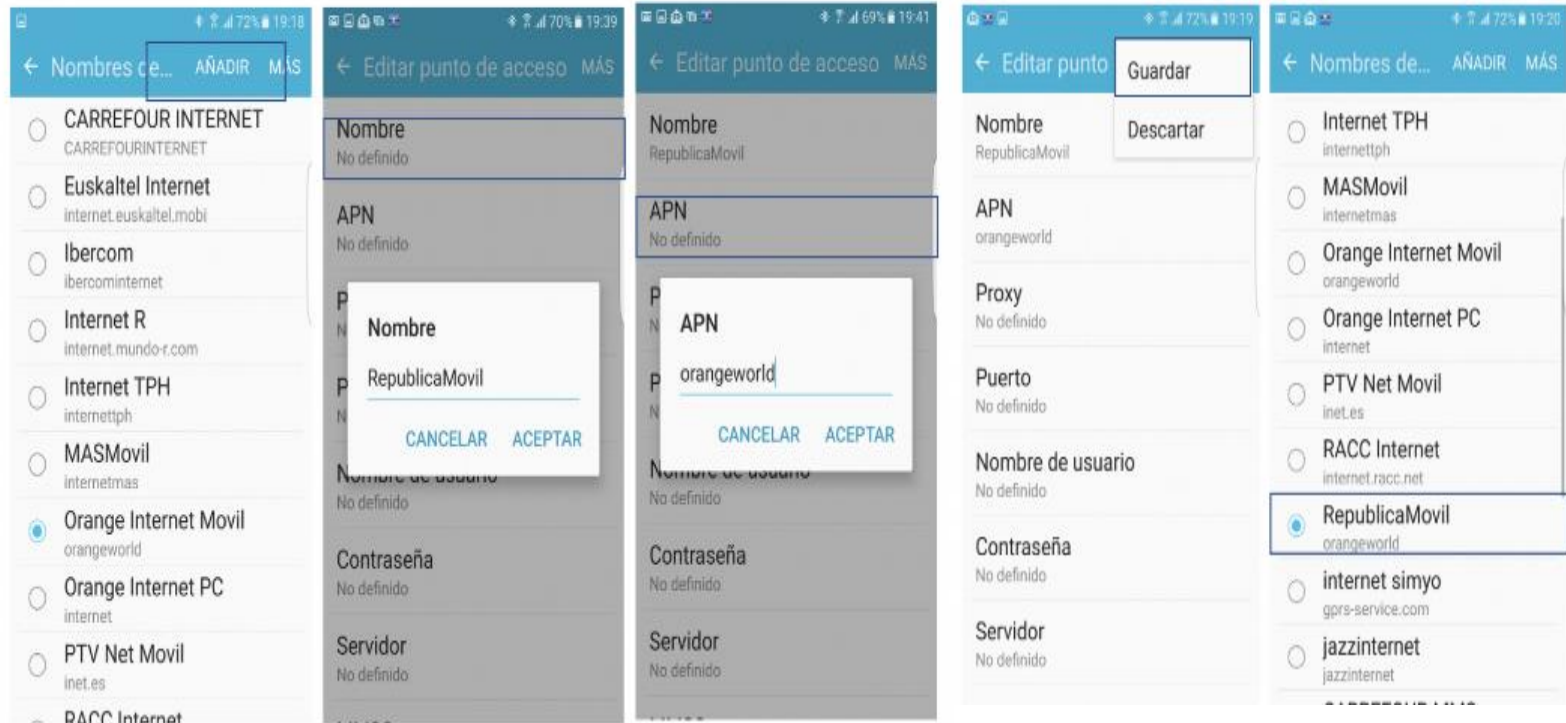 72% 19:18
Nombres de... AÑADIR MÁS
CARREFOUR INTERNET
CARREFOURINTERNET
Euskaltel Internet
internet.euskaltel.mobi
Ibercom
ibercominternet
Internet R
internet.mundo-r.com
Internet TPH
internettph
MASMovil
internetmas
Orange Internet Movil
orangeworld
Orange Internet PC
internet
PTV Net Movil
inet.es
RACC Internet
70% 19:39
Editar punto de acceso MÁS
Nombre
No definido
APN
No definido
P
N
Nombre
RepublicaMovil
CANCELAR ACEPTAR
P
N
Nombre de usuario
No definido
Contraseña
No definido
Servidor
No definido
69% 19:41
Editar punto de acceso MÁS
Nombre
RepublicaMovil
APN
No definido
P
N
APN
orangeworld
CANCELAR ACEPTAR
P
N
Nombre de usuario
No definido
Contraseña
No definido
Servidor
No definido
72% 19:19
Editar punto
Guardar
Descartar
Nombre
RepublicaMovil
APN
orangeworld
Proxy
No definido
Puerto
No definido
Nombre de usuario
No definido
Contraseña
No definido
Servidor
No definido
72% 19:20
Nombres de... AÑADIR MÁS
Internet TPH
internettph
MASMovil
internetmas
Orange Internet Movil
orangeworld
Orange Internet PC
internet
PTV Net Movil
inet.es
RACC Internet
internet.racc.net
RepublicaMovil
orangeworld
internet simyo
gprs-service.com
jazzinternet
jazzinternet